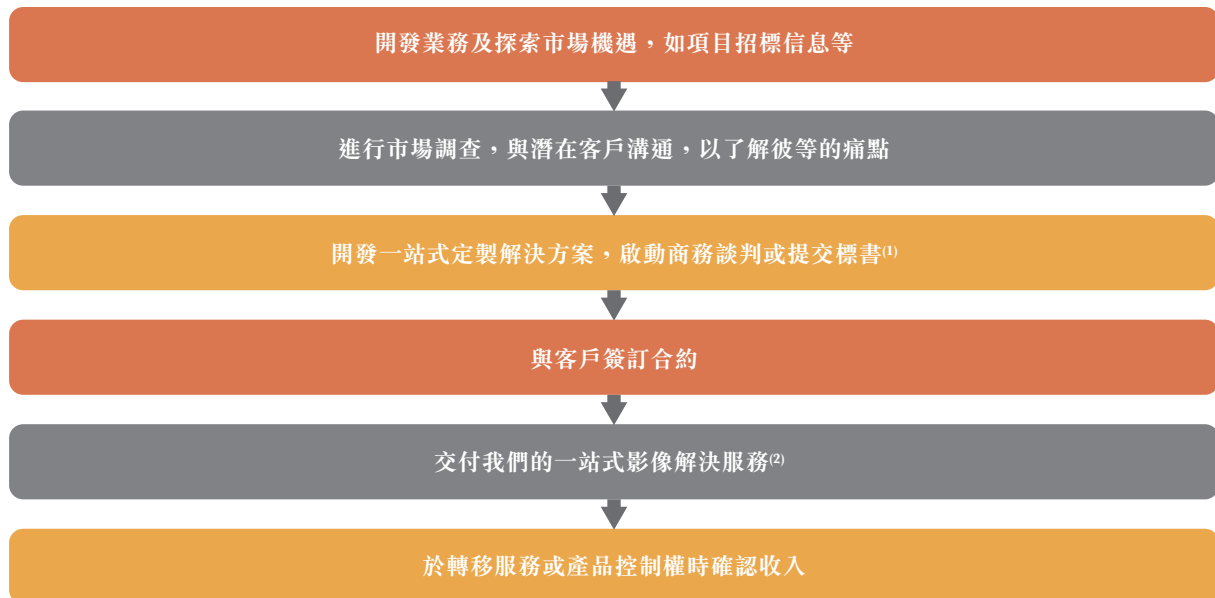 開發業務及探索市場機遇，如項目招標信息等
進行市場調查，與潛在客戶溝通，以了解彼等的痛點
開發一站式定製解決方案，啟動商務談判或提交標書(1)
與客戶簽訂合約
交付我們的一站式影像解決服務(2)
於轉移服務或產品控制權時確認收入